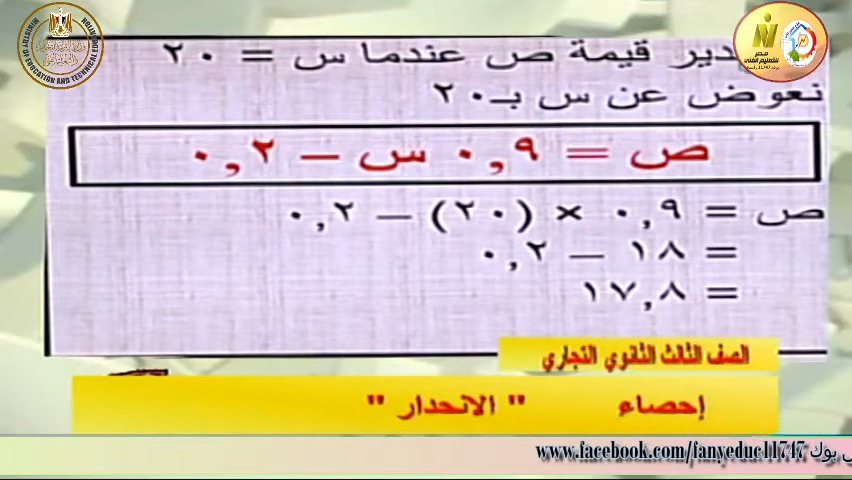 قيمة ص عندما س = ٢٠
نعوض عن س بـ ٢٠
ص = ٠,٩ س – ٠,٢
ص = ٠,٩ × (٢٠) – ٠,٢
= ١٨ – ٠,٢
= ١٧,٨
الصف الثالث الثانوي التجاري
إحصاء " الانحدار "
بوك www.facebook.com/fanyeduc11747